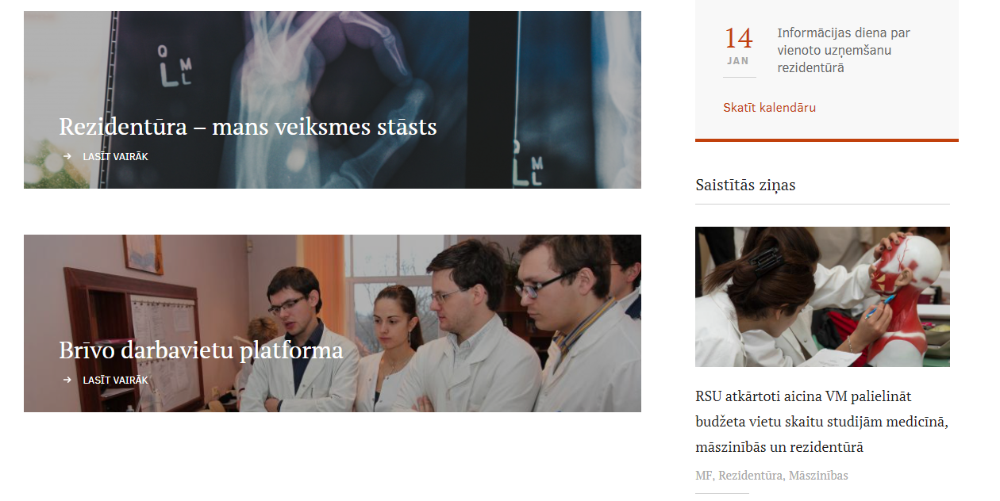 Rezidentūra – mans veiksmes stāsts
→ LASĪT VAIRĀK
Brīvo darbavietu platforma
→ LASĪT VAIRĀK
14
JAN
Informācijas diena par
vienoto uzņemšanu
rezidentūrā
Skatīt kalendāru
Saistītās ziņas
RSU atkārtoti aicina VM palielināt
budžeta vietu skaitu studijām medicīnā,
māszinībās un rezidentūrā
MF, Rezidentūra, Māszinības